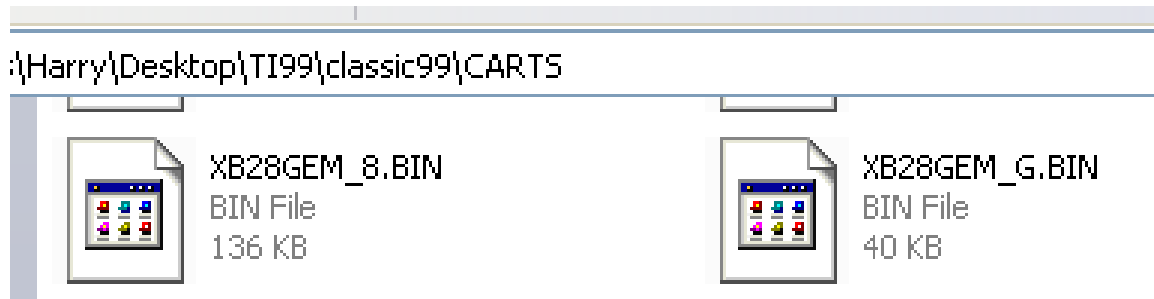 :\Harry\Desktop\TI99\classic99\CARTS
XB28GEM_8.BIN
BIN File
136 KB
XB28GEM_G.BIN
BIN File
40 KB